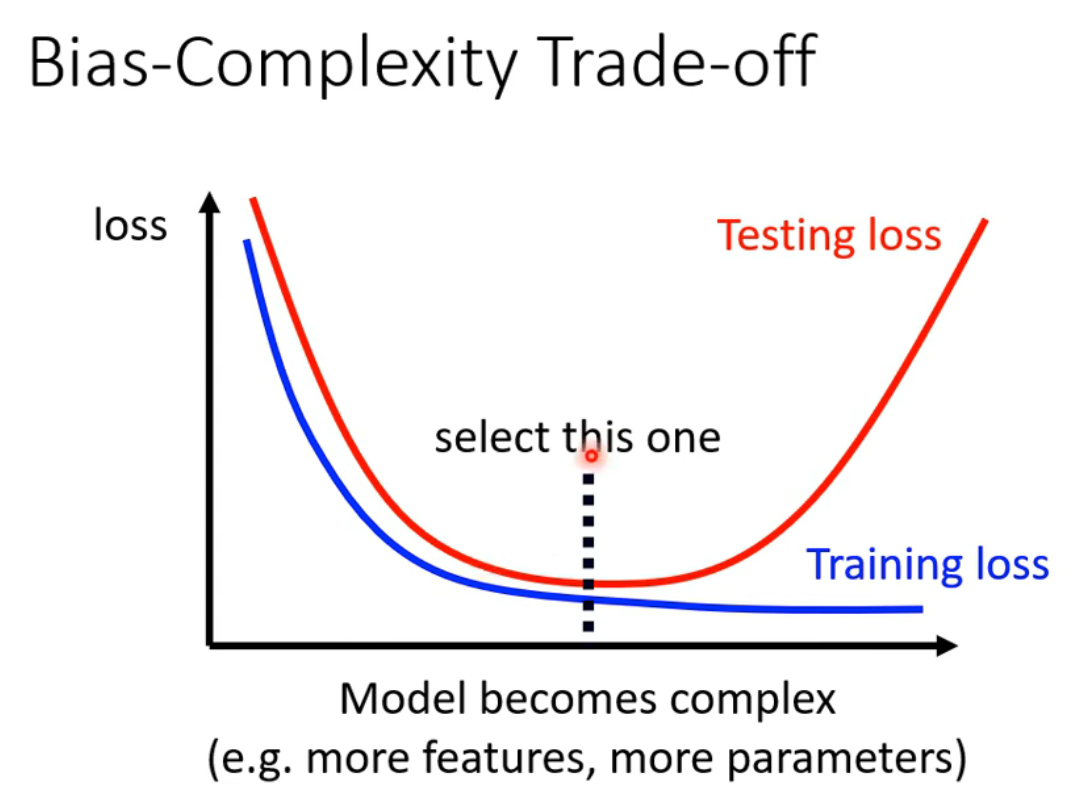 Bias-Complexity Trade-off
loss
Testing loss
select this one
Training loss
Model becomes complex
(e.g. more features, more parameters)